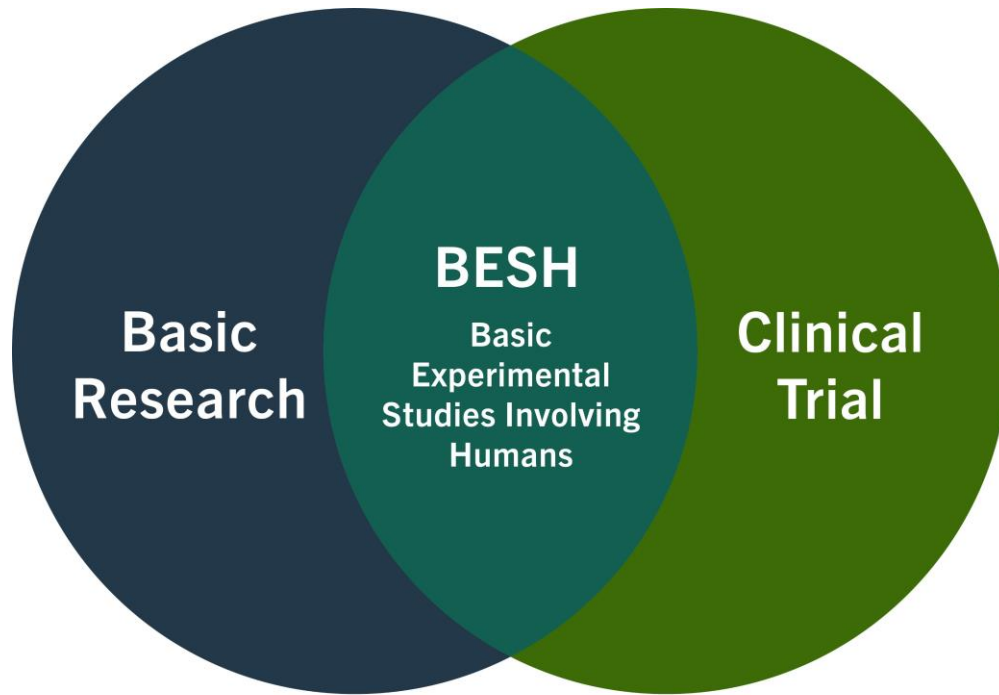 Basic
Research
BESH
Basic
Experimental
Studies Involving
Humans
Clinical
Trial